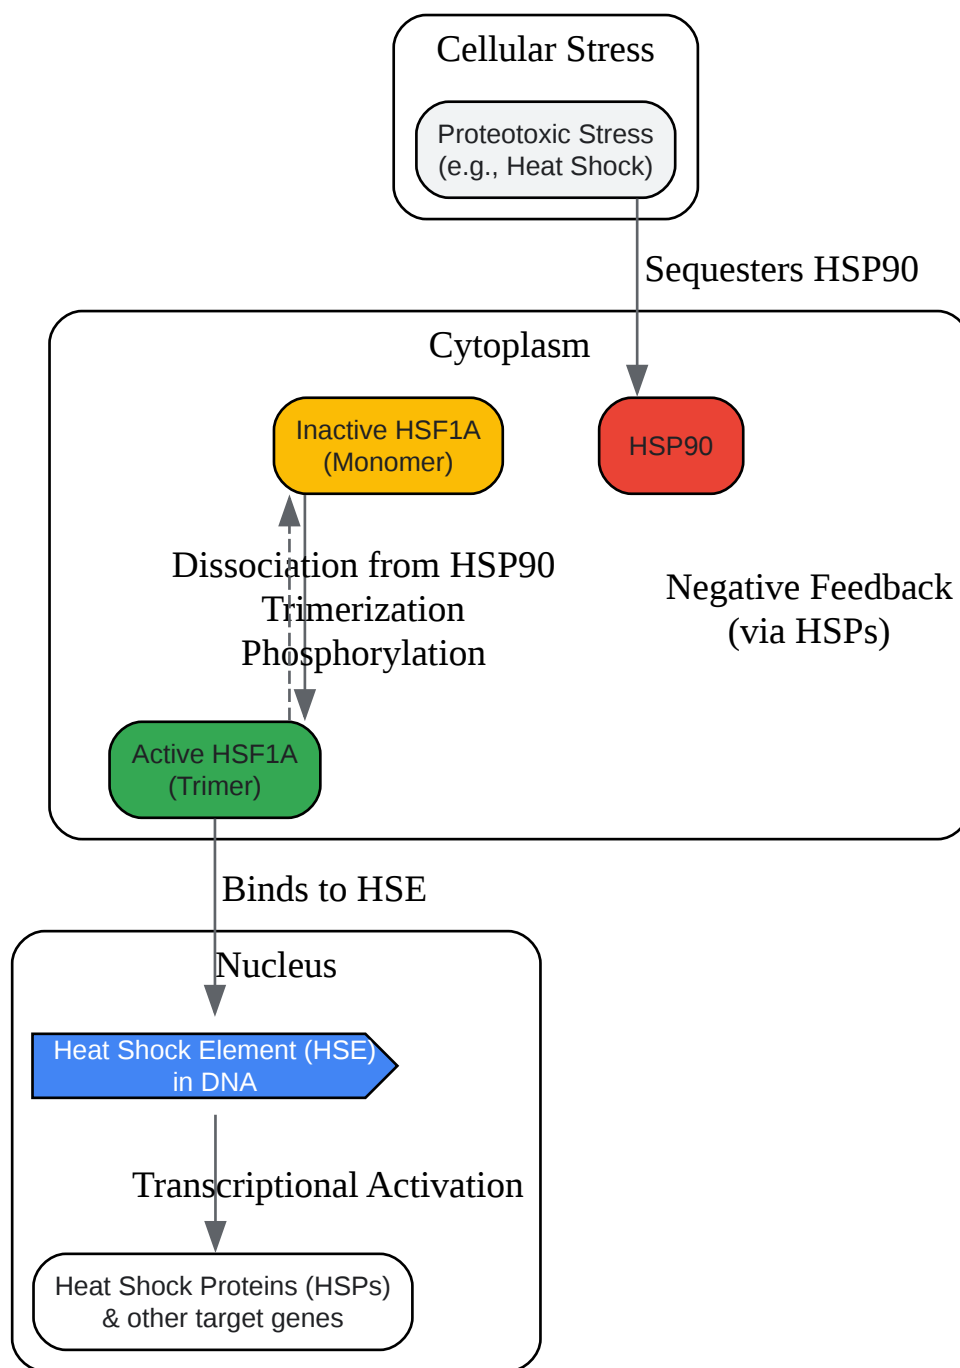 Cellular Stress
Proteotoxic Stress
(e.g., Heat Shock)
Sequesters HSP90
Cytoplasm
Inactive HSF1A
(Monomer)
HSP90
Dissociation from HSP90
Trimerization
Phosphorylation
Negative Feedback
(via HSPs)
Active HSF1A
(Trimer)
Binds to HSE
Nucleus
Heat Shock Element (HSE)
in DNA
Transcriptional Activation
Heat Shock Proteins (HSPs)
& other target genes